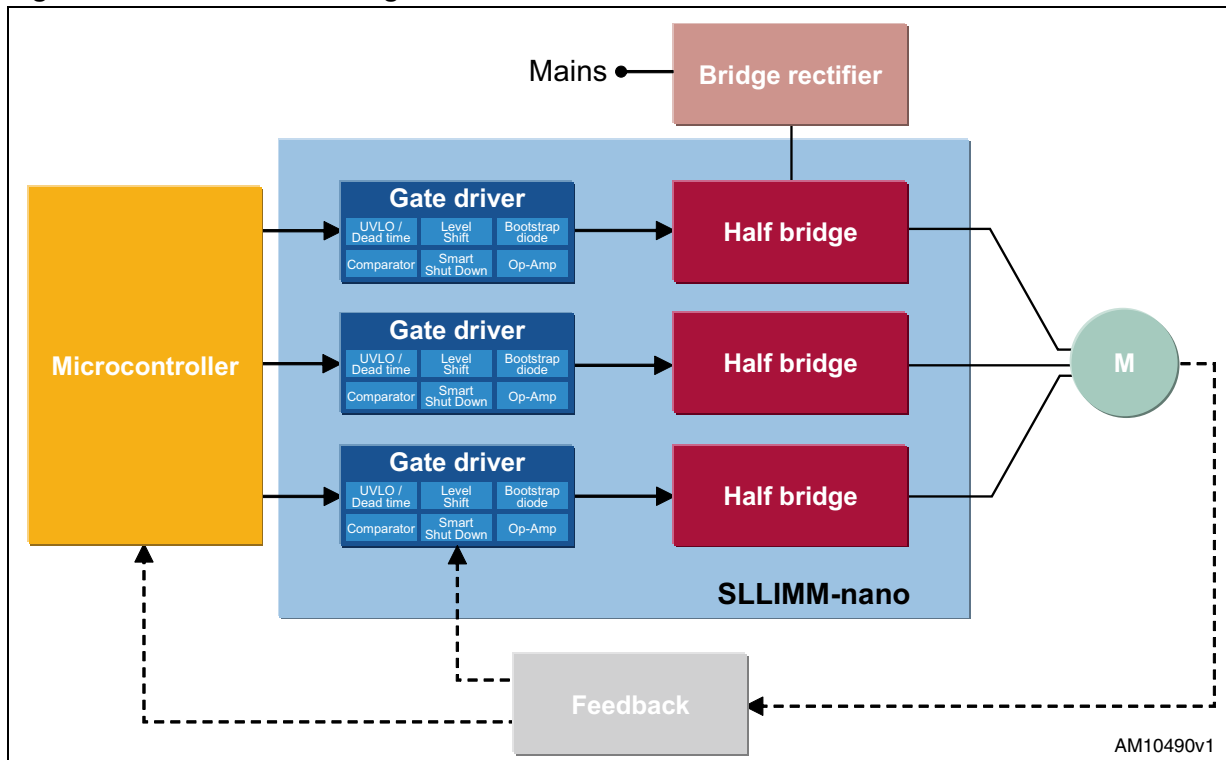 Mains
Bridge rectifier
Gate driver
UVLO /
Dead time
Level
Shift
Bootstrap
diode
Comparator
Smart
Shut Down
Op-Amp
Half bridge
Microcontroller
Gate driver
UVLO /
Dead time
Level
Shift
Bootstrap
diode
Comparator
Smart
Shut Down
Op-Amp
Half bridge
M
Gate driver
UVLO /
Dead time
Level
Shift
Bootstrap
diode
Comparator
Smart
Shut Down
Op-Amp
Half bridge
SLLIMM-nano
Feedback
AM10490v1